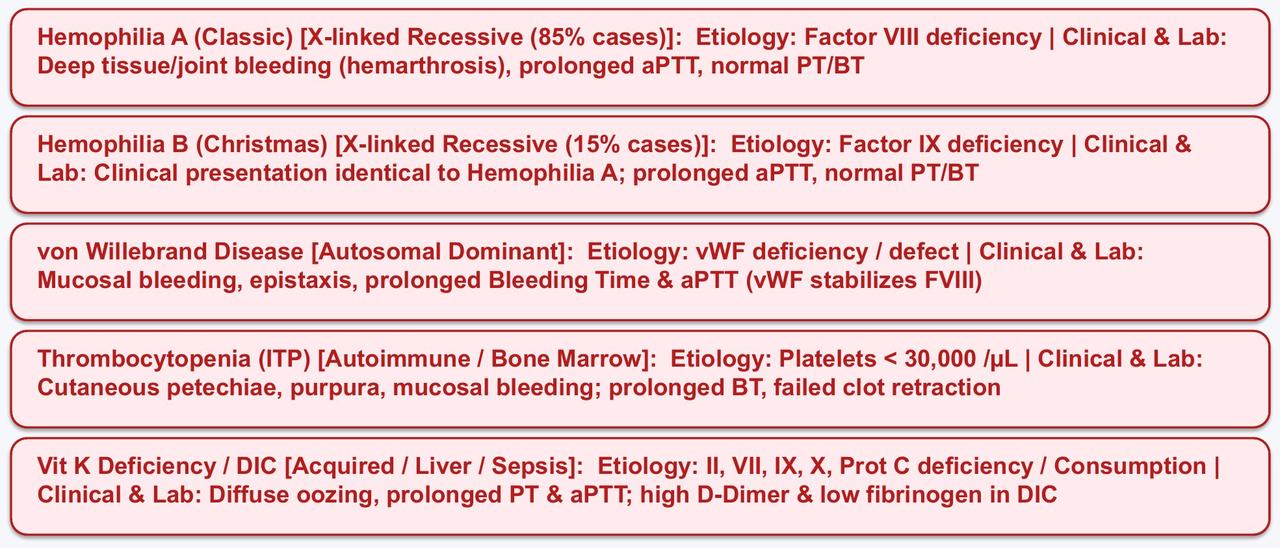 Hemophilia A (Classic) [X-linked Recessive (85% cases)]: Etiology: Factor VIII deficiency | Clinical & Lab:
Deep tissue/joint bleeding (hemarthrosis), prolonged aPTT, normal PT/BT
Hemophilia B (Christmas) [X-linked Recessive (15% cases)]: Etiology: Factor IX deficiency | Clinical &
Lab: Clinical presentation identical to Hemophilia A; prolonged aPTT, normal PT/BT
von Willebrand Disease [Autosomal Dominant]: Etiology: vWF deficiency / defect | Clinical & Lab:
Mucosal bleeding, epistaxis, prolonged Bleeding Time & aPTT (vWF stabilizes FVIII)
Thrombocytopenia (ITP) [Autoimmune / Bone Marrow]: Etiology: Platelets < 30,000 /µL | Clinical & Lab:
Cutaneous petechiae, purpura, mucosal bleeding; prolonged BT, failed clot retraction
Vit K Deficiency / DIC [Acquired / Liver / Sepsis]: Etiology: II, VII, IX, X, Prot C deficiency / Consumption |
Clinical & Lab: Diffuse oozing, prolonged PT & aPTT; high D-Dimer & low fibrinogen in DIC